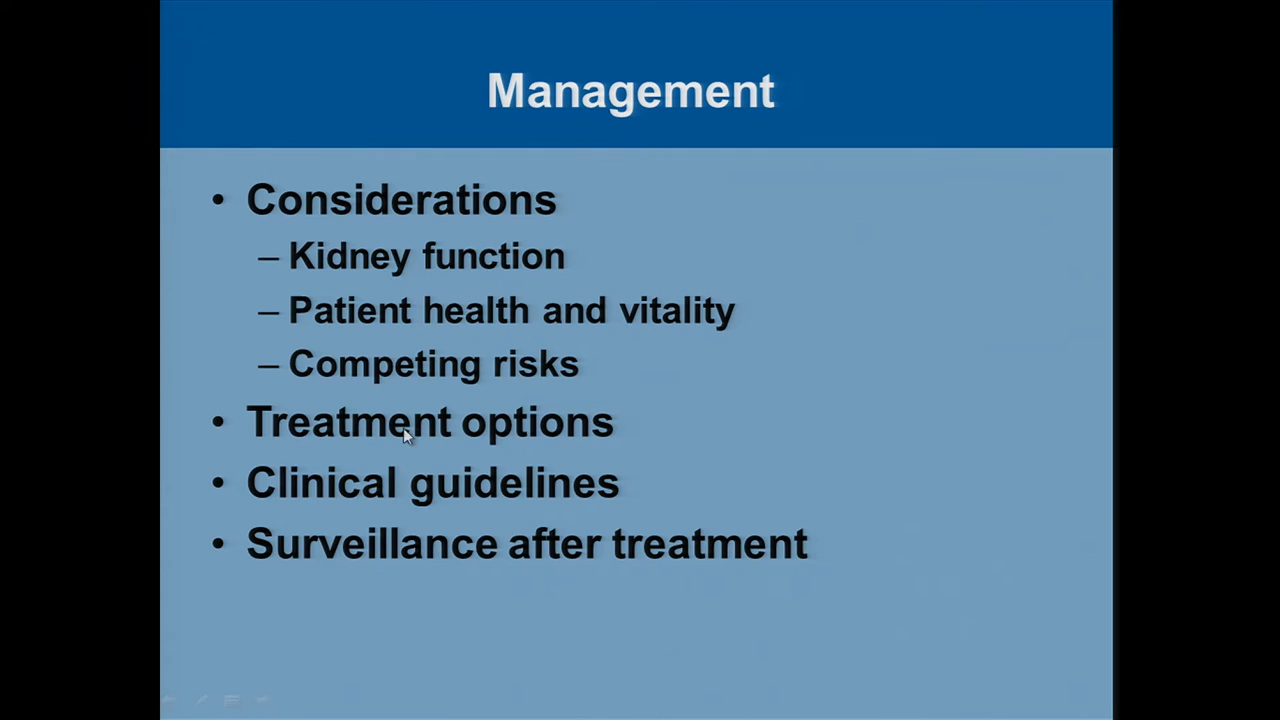 Management
• Considerations
– Kidney function
– Patient health and vitality
– Competing risks
• Treatment options
• Clinical guidelines
• Surveillance after treatment